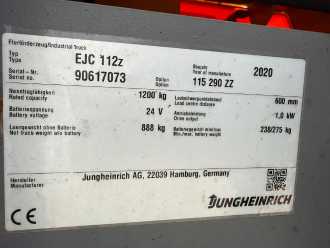 Flurförderzeug/Industrial Truck
Typ
Type
EJC 112z
Baujahr
Year of manufacture
2020
Serial-Nr.
Serial no.
90617073
Option
Option
115 290 ZZ
Nenntragfähigkeit
Rated capacity
1200 kg
Lastschwerpunktabstand
Load centre distance
600 mm
Batteriespannung
Battery voltage
24 V
Antriebsleistung
Drive output
1,0 kW
Leergewicht ohne Batterie
Net truck weight w/o battery
888 kg
Batteriegewicht min/max
Min./max. battery weight
238/275 kg
Hersteller
Manufacturer
Jungheinrich AG, 22039 Hamburg, Germany
CE
JUNGHEINRICH